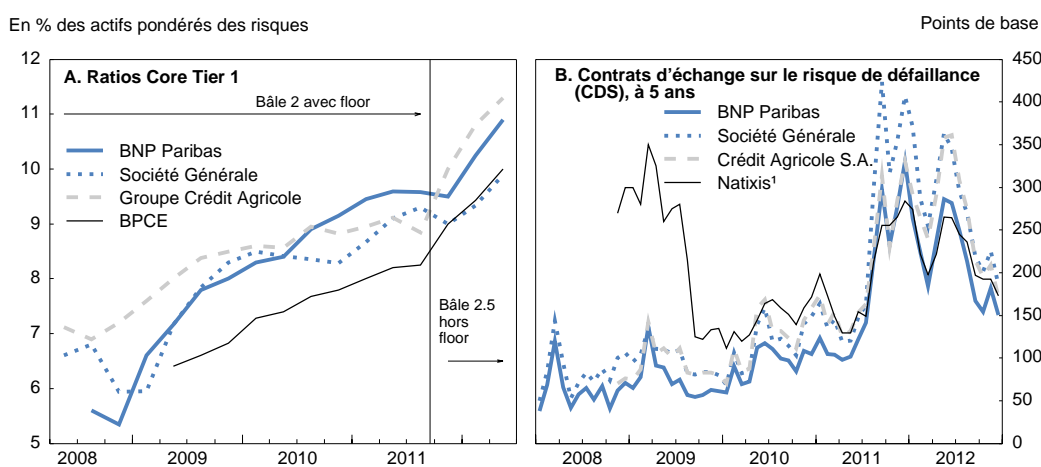 En % des actifs pondérés des risques
Points de base
12
11
10
9
8
7
6
5
A. Ratios Core Tier 1
Bâle 2 avec floor
BNP Paribas
Société Générale
Groupe Crédit Agricole
BPCE
Bâle 2.5
hors
floor
2008
2009
2010
2011
B. Contrats d'échange sur le risque de défaillance
(CDS), à 5 ans
BNP Paribas
Société Générale
Crédit Agricole S.A.
Natixis¹
450
400
350
300
250
200
150
100
50
0
2008
2009
2010
2011
2012